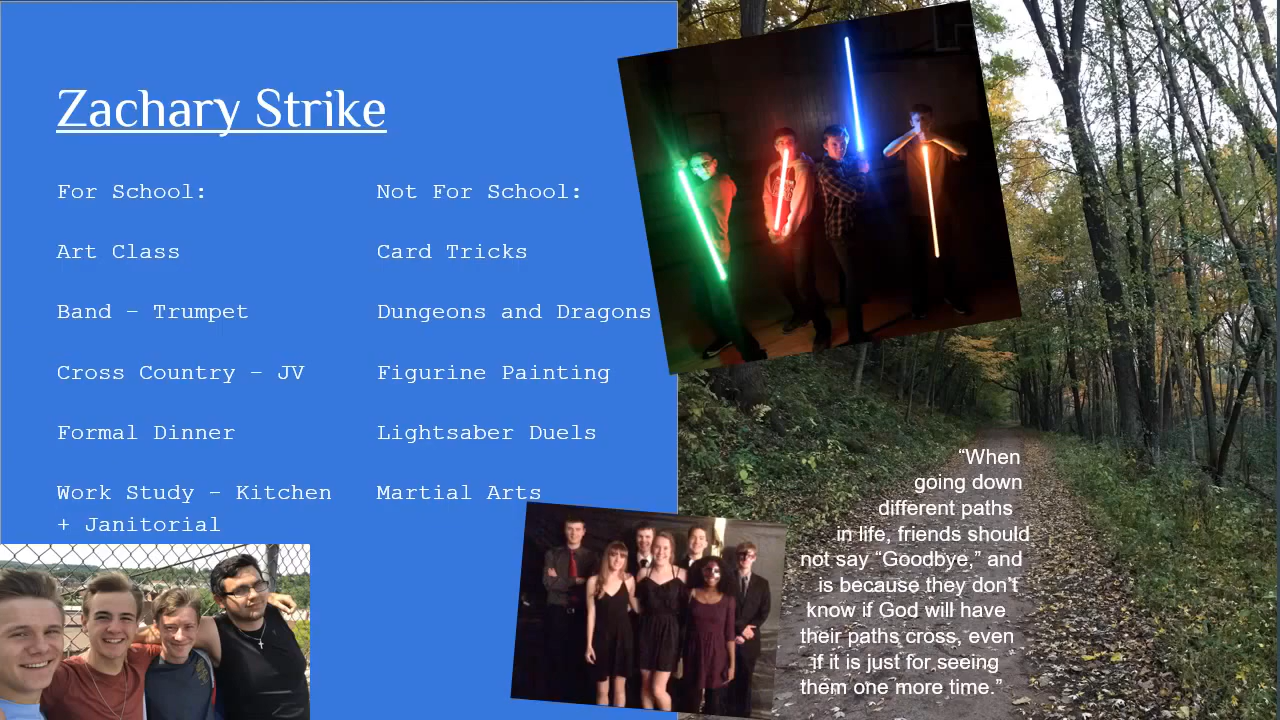 Zachary Strike
For School:
Art Class
Band – Trumpet
Cross Country – JV
Formal Dinner
Work Study – Kitchen
+ Janitorial
Not For School:
Card Tricks
Dungeons and Dragons
Figurine Painting
Lightsaber Duels
Martial Arts
“When
going down
different paths
in life, friends should
not say “Goodbye,” and
is because they don’t
know if God will have
their paths cross, even
if it is just for seeing
them one more time.”